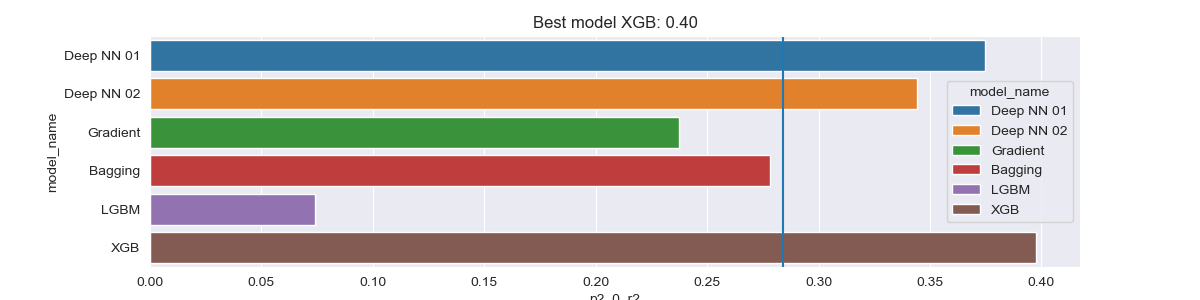 Best model XGB: 0.40
Deep NN 01
Deep NN 02
Gradient
Bagging
LGBM
XGB
model_name
model_name
Deep NN 01
Deep NN 02
Gradient
Bagging
LGBM
XGB
0.00 0.05 0.10 0.15 0.20 0.25 0.30 0.35 0.40